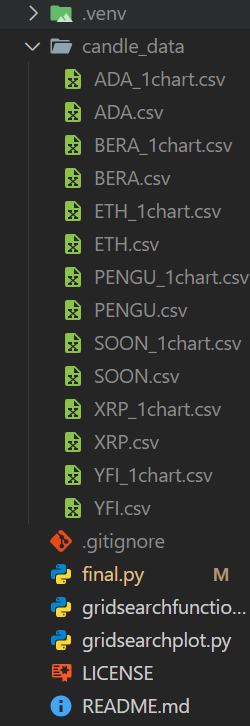 .venv
candle_data
ADA_1chart.csv
ADA.csv
BERA_1chart.csv
BERA.csv
ETH_1chart.csv
ETH.csv
PENGU_1chart.csv
PENGU.csv
SOON_1chart.csv
SOON.csv
XRP_1chart.csv
XRP.csv
YFI_1chart.csv
YFI.csv
.gitignore
final.py M
gridsearchfunctio...
gridsearchplot.py
LICENSE
README.md